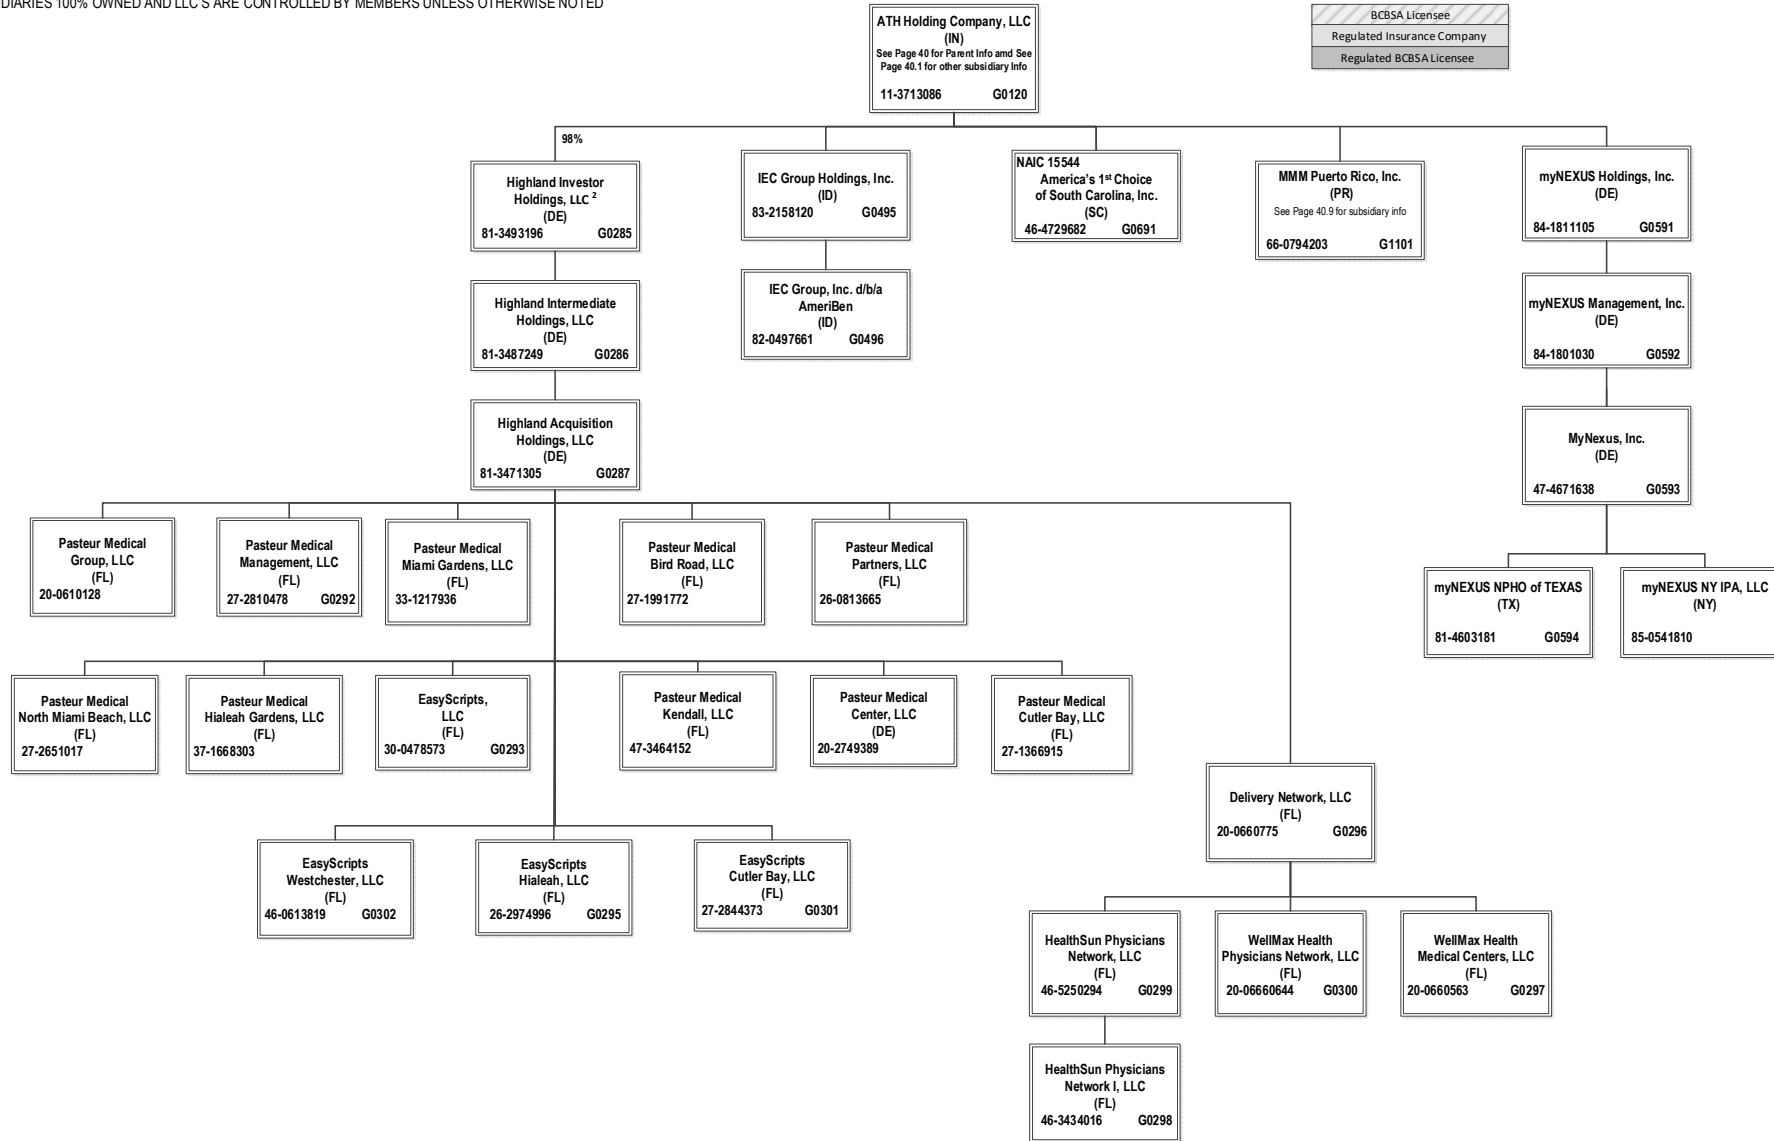 DIARIES 100% OWNED AND LLC'S ARE CONTROLLED BY MEMBERS UNLESS OTHERWISE NOTED
BCBSA Licensee
Regulated Insurance Company
Regulated BCBSA Licensee
ATH Holding Company, LLC
(IN)
See Page 40 for Parent Info amd See
Page 40.1 for other subsidiary Info
11-3713086 G0120
98%
Highland Investor
Holdings, LLC 2
(DE)
81-3493196 G0285
IEC Group Holdings, Inc.
(ID)
83-2158120 G0495
NAIC 15544
America's 1st Choice
of South Carolina, Inc.
(SC)
46-4729682 G0691
MMM Puerto Rico, Inc.
(PR)
See Page 40.9 for subsidiary info
66-0794203 G1101
myNEXUS Holdings, Inc.
(DE)
84-1811105 G0591
Highland Intermediate
Holdings, LLC
(DE)
81-3487249 G0286
IEC Group, Inc. d/b/a
AmeriBen
(ID)
82-0497661 G0496
myNEXUS Management, Inc.
(DE)
84-1801030 G0592
Highland Acquisition
Holdings, LLC
(DE)
81-3471305 G0287
MyNexus, Inc.
(DE)
47-4671638 G0593
Pasteur Medical
Group, LLC
(FL)
20-0610128
Pasteur Medical
Management, LLC
(FL)
27-2810478 G0292
Pasteur Medical
Miami Gardens, LLC
(FL)
33-1217936
Pasteur Medical
Bird Road, LLC
(FL)
27-1991772
Pasteur Medical
Partners, LLC
(FL)
26-0813665
myNEXUS NPHO of TEXAS
(TX)
81-4603181 G0594
myNEXUS NY IPA, LLC
(NY)
85-0541810
Pasteur Medical
North Miami Beach, LLC
(FL)
27-2651017
Pasteur Medical
Hialeah Gardens, LLC
(FL)
37-1668303
EasyScripts,
LLC
(FL)
30-0478573 G0293
Pasteur Medical
Kendall, LLC
(FL)
47-3464152
Pasteur Medical
Center, LLC
(DE)
20-2749389
Pasteur Medical
Cutler Bay, LLC
(FL)
27-1366915
Delivery Network, LLC
(FL)
20-0660775 G0296
EasyScripts
Westchester, LLC
(FL)
46-0613819 G0302
EasyScripts
Hialeah, LLC
(FL)
26-2974996 G0295
EasyScripts
Cutler Bay, LLC
(FL)
27-2844373 G0301
HealthSun Physicians
Network, LLC
(FL)
46-5250294 G0299
WellMax Health
Physicians Network, LLC
(FL)
20-06660644 G0300
WellMax Health
Medical Centers, LLC
(FL)
20-0660563 G0297
HealthSun Physicians
Network I, LLC
(FL)
46-3434016 G0298